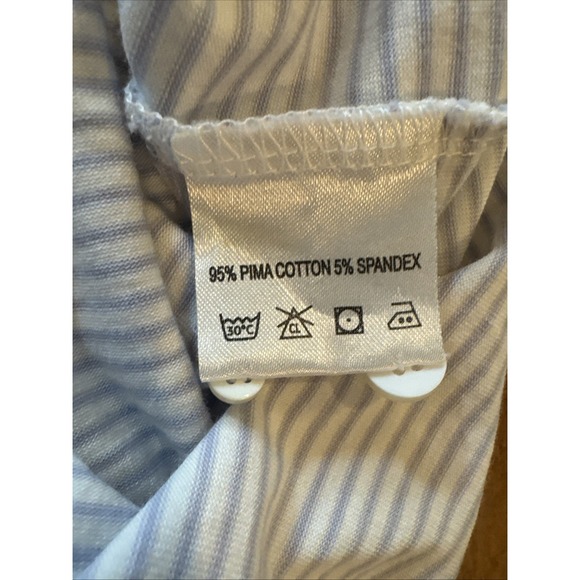 95% PIMA COTTON 5% SPANDEX
30°C CL